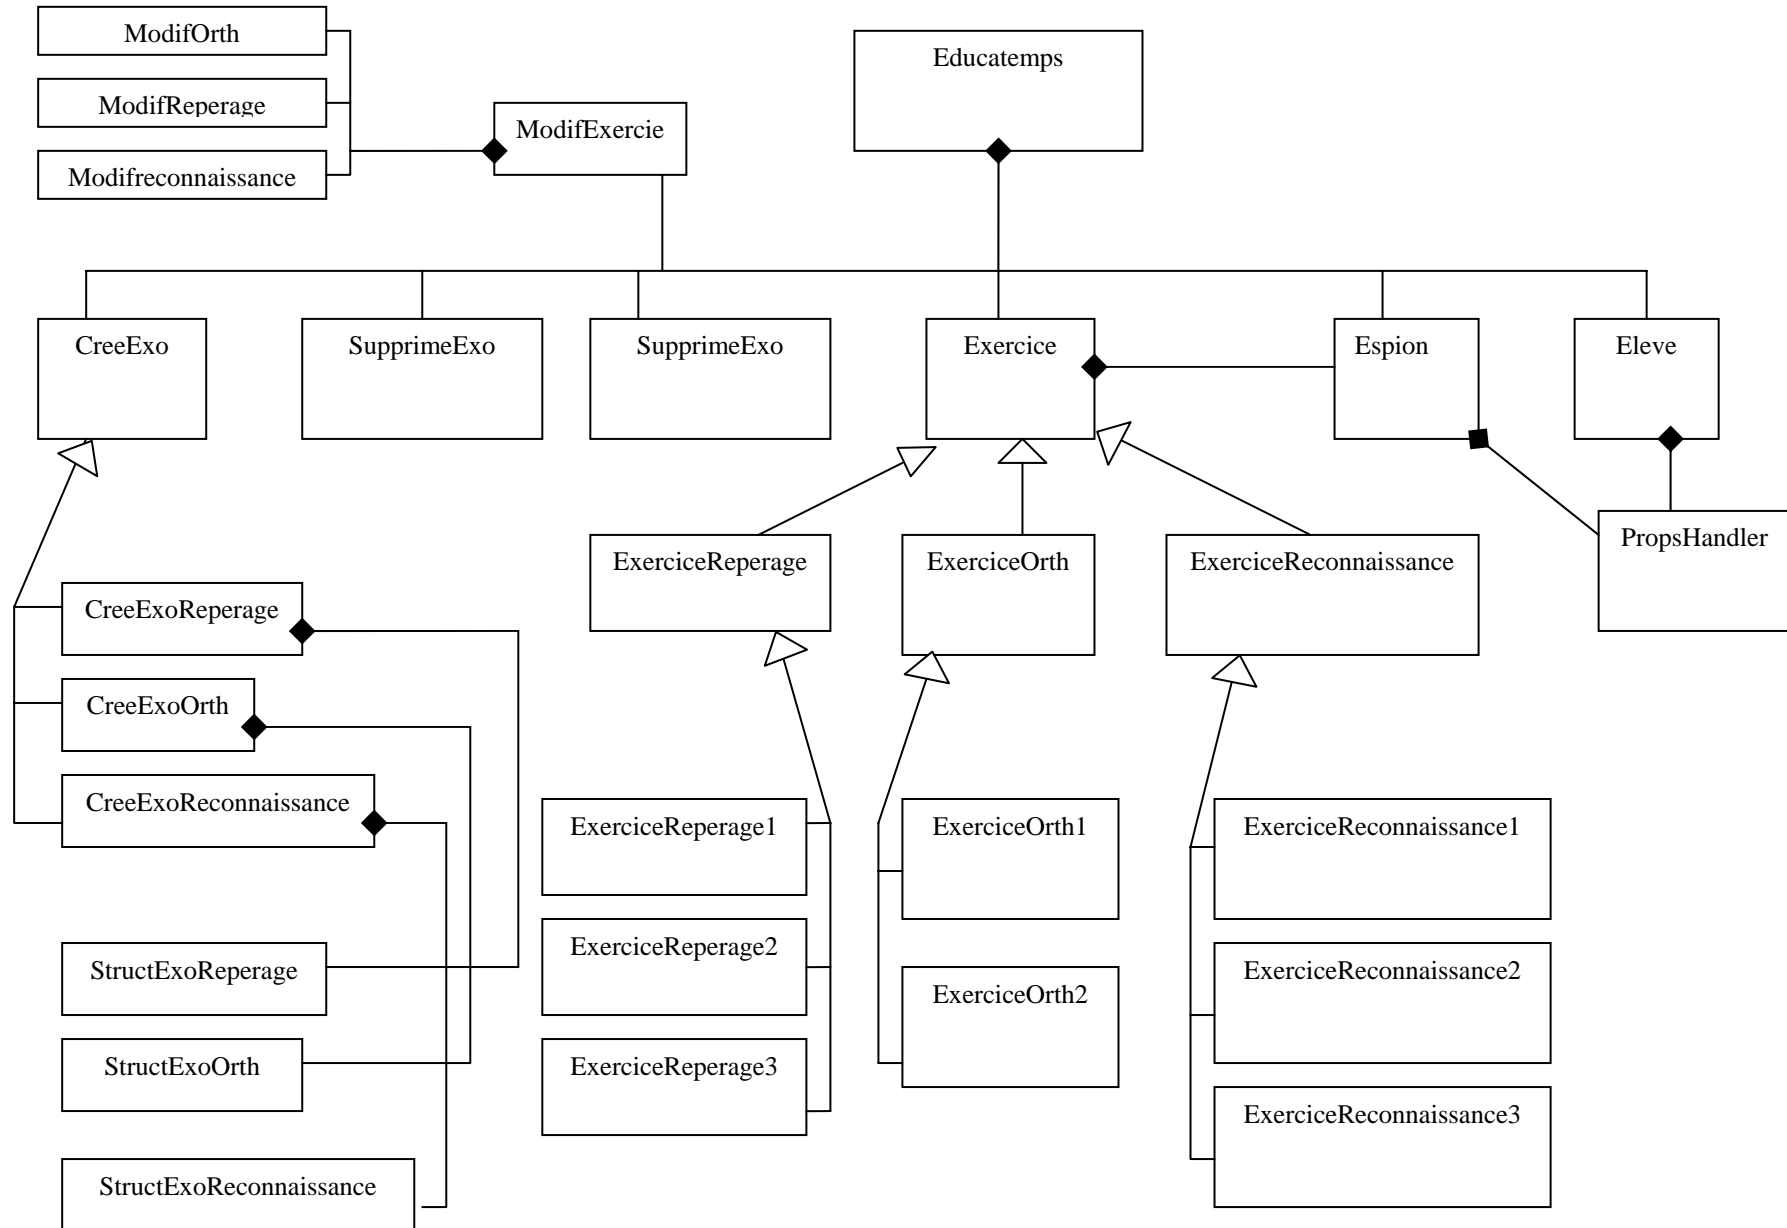 ModifOrth
Educatemps
ModifReperage
ModifExercie
Modifreconnaissance
CreeExo
SupprimeExo
SupprimeExo
Exercice
Espion
Eleve
ExerciceReperage
ExerciceOrth
ExerciceReconnaissance
PropsHandler
CreeExoReperage
CreeExoOrth
CreeExoReconnaissance
ExerciceReperage1
ExerciceOrth1
ExerciceReconnaissance1
ExerciceReperage2
StructExoReperage
ExerciceReconnaissance2
ExerciceOrth2
StructExoOrth
ExerciceReperage3
ExerciceReconnaissance3
StructExoReconnaissance